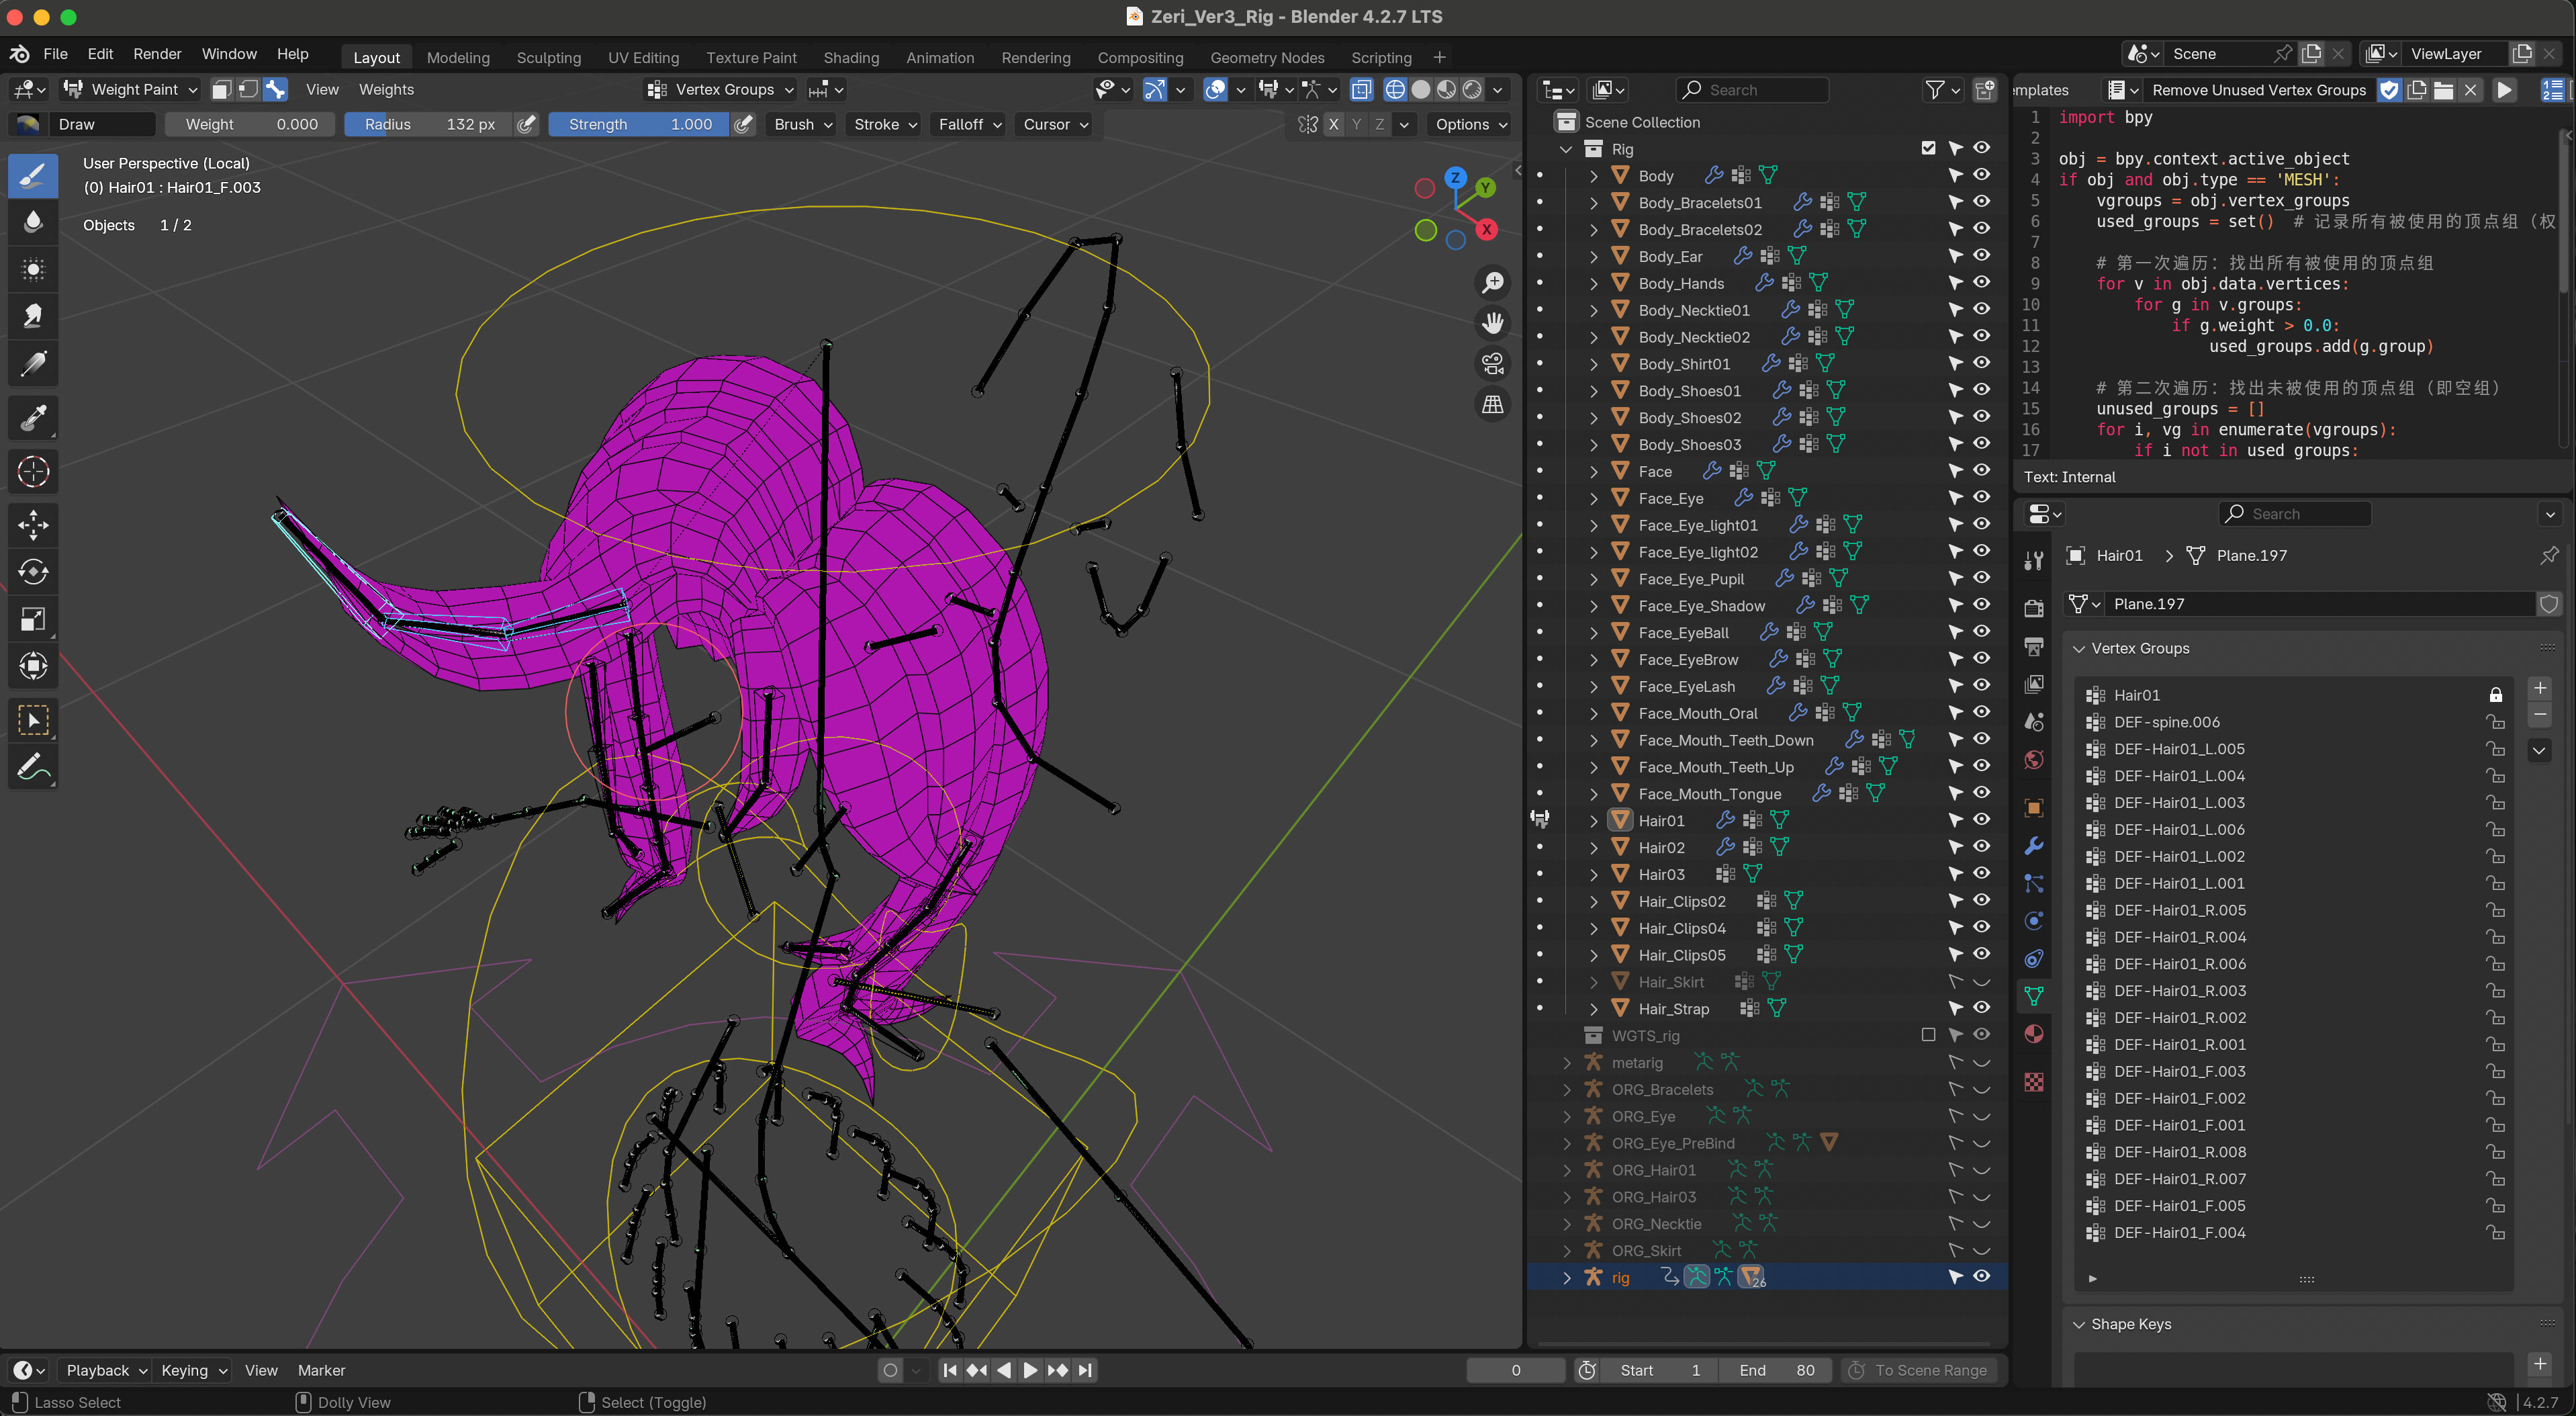 Zeri_Ver3_Rig - Blender 4.2.7 LTS
File Edit Render Window Help
Layout Modeling Sculpting UV Editing Texture Paint Shading Animation Rendering Compositing Geometry Nodes Scripting +
Scene
ViewLayer
Weight Paint
View Weights
Vertex Groups
Draw
Weight 0.000
Radius 132 px
Strength 1.000
Brush Stroke Falloff Cursor
X Y Z
Options
User Perspective (Local)
(0) Hair01 : Hair01_F.003
Objects 1 / 2
Z
Y
X
Search
Scene Collection
Rig
Body
Body_Bracelets01
Body_Bracelets02
Body_Ear
Body_Hands
Body_Necktie01
Body_Necktie02
Body_Shirt01
Body_Shoes01
Body_Shoes02
Body_Shoes03
Face
Face_Eye
Face_Eye_light01
Face_Eye_light02
Face_Eye_Pupil
Face_Eye_Shadow
Face_EyeBall
Face_EyeBrow
Face_EyeLash
Face_Mouth_Oral
Face_Mouth_Teeth_Down
Face_Mouth_Teeth_Up
Face_Mouth_Tongue
Hair01
Hair02
Hair03
Hair_Clips02
Hair_Clips04
Hair_Clips05
Hair_Skirt
Hair_Strap
WGTS_rig
metarig
ORG_Bracelets
ORG_Eye
ORG_Eye_PreBind
ORG_Hair01
ORG_Hair03
ORG_Necktie
ORG_Skirt
rig 26
mplates
Remove Unused Vertex Groups
1 import bpy
2
3 obj = bpy.context.active_object
4 if obj and obj.type == 'MESH':
5 vgroups = obj.vertex_groups
6 used_groups = set() # 记录所有被使用的顶点组（权
7
8 # 第一次遍历：找出所有被使用的顶点组
9 for v in obj.data.vertices:
10 for g in v.groups:
11 if g.weight > 0.0:
12 used_groups.add(g.group)
13
14 # 第二次遍历：找出未被使用的顶点组（即空组）
15 unused_groups = []
16 for i, vg in enumerate(vgroups):
17 if i not in used_groups:
Text: Internal
Search
Hair01 > Plane.197
Plane.197
Vertex Groups
Hair01
DEF-spine.006
DEF-Hair01_L.005
DEF-Hair01_L.004
DEF-Hair01_L.003
DEF-Hair01_L.006
DEF-Hair01_L.002
DEF-Hair01_L.001
DEF-Hair01_R.005
DEF-Hair01_R.004
DEF-Hair01_R.006
DEF-Hair01_R.003
DEF-Hair01_R.002
DEF-Hair01_R.001
DEF-Hair01_F.003
DEF-Hair01_F.002
DEF-Hair01_F.001
DEF-Hair01_R.008
DEF-Hair01_R.007
DEF-Hair01_F.005
DEF-Hair01_F.004
Shape Keys
Playback Keying View Marker
0
Start 1
End 80
To Scene Range
Lasso Select
Dolly View
Select (Toggle)
4.2.7